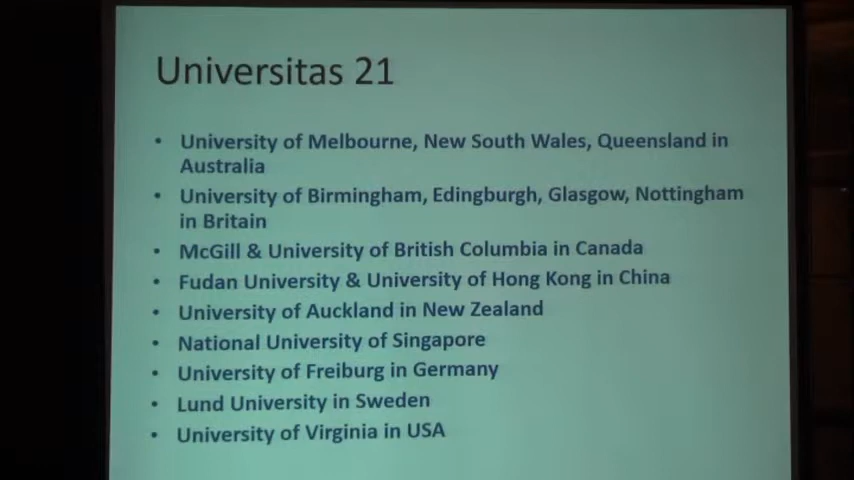 Universitas 21
• University of Melbourne, New South Wales, Queensland in
Australia
• University of Birmingham, Edingburgh, Glasgow, Nottingham
in Britain
• McGill & University of British Columbia in Canada
• Fudan University & University of Hong Kong in China
• University of Auckland in New Zealand
• National University of Singapore
• University of Freiburg in Germany
• Lund University in Sweden
• University of Virginia in USA